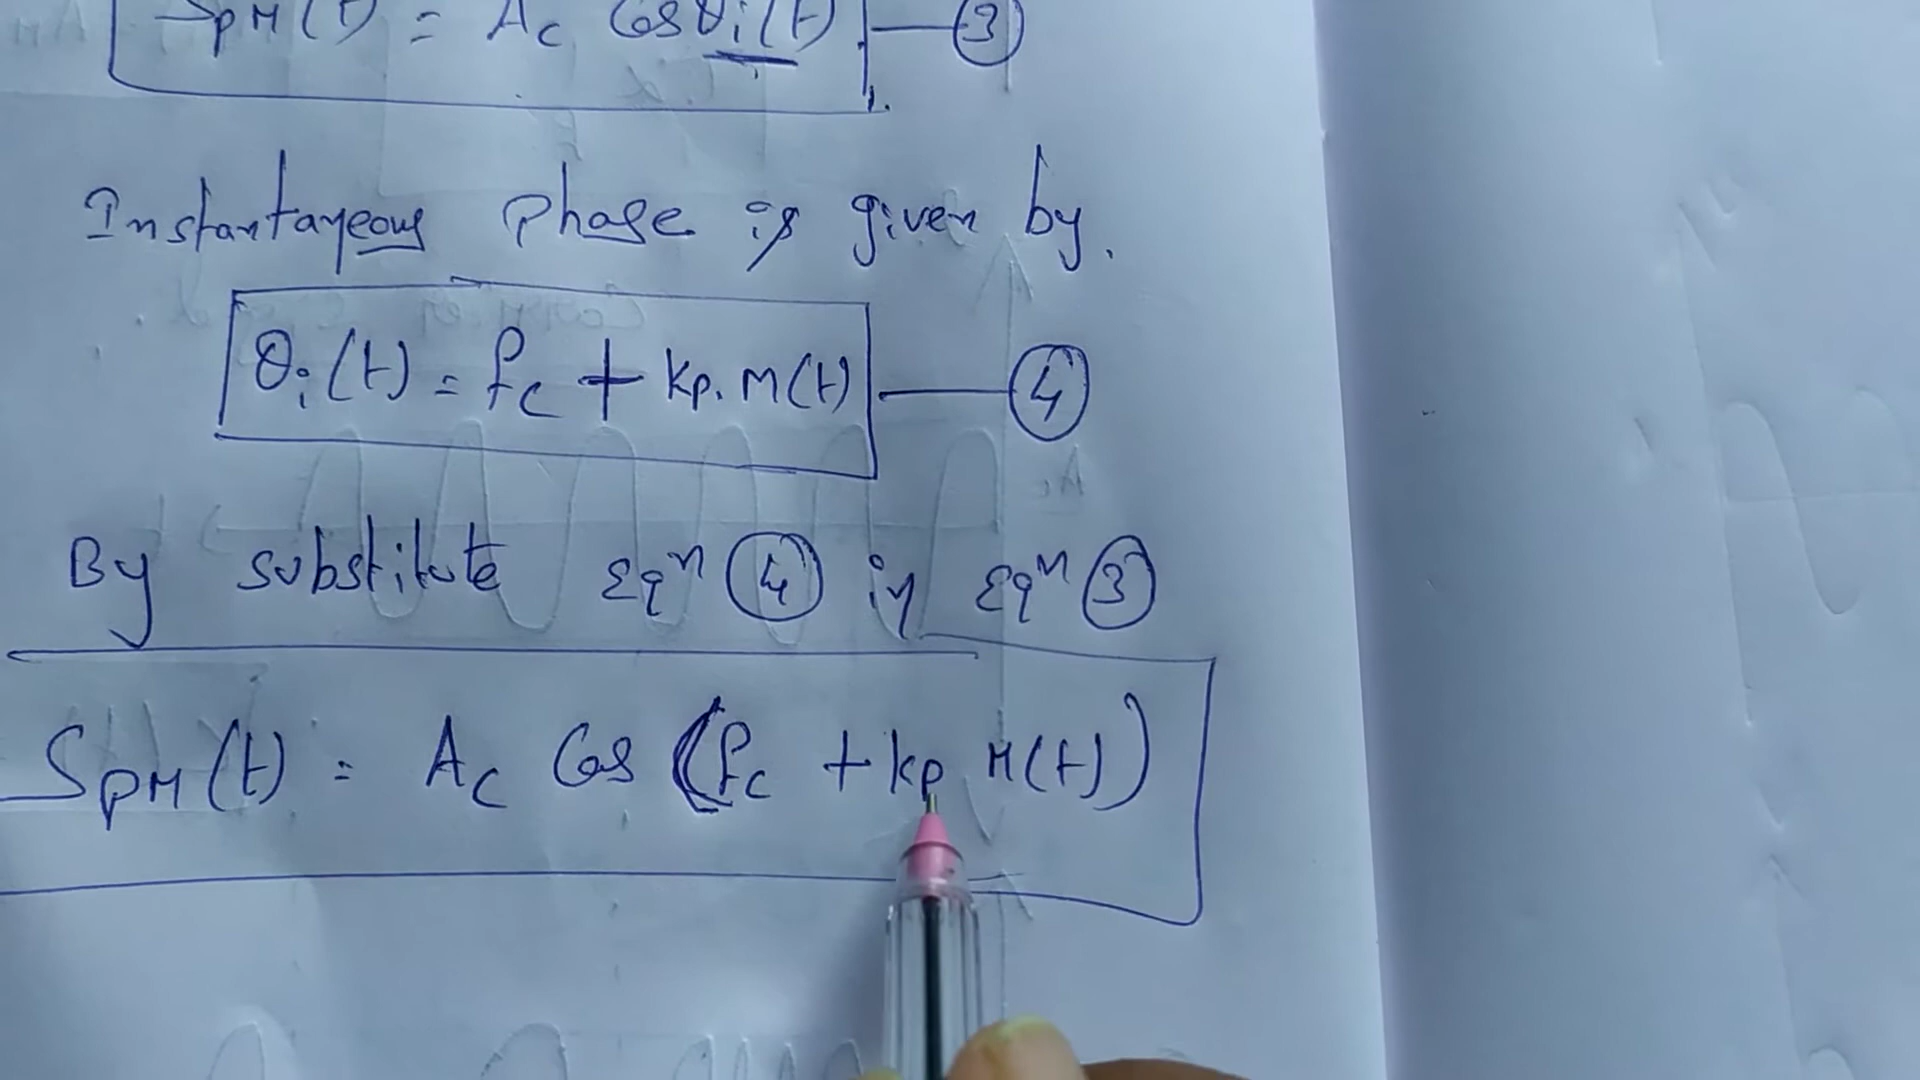 SPM(t) = Ac Cos θi(t) — ③
Instantaneous phase is given by.
θi(t) = fc + kp. M(t) — ④
By substitute Eqⁿ ④ in Eqⁿ ③
SPM(t) = Ac Cos (fc + kp M(t))